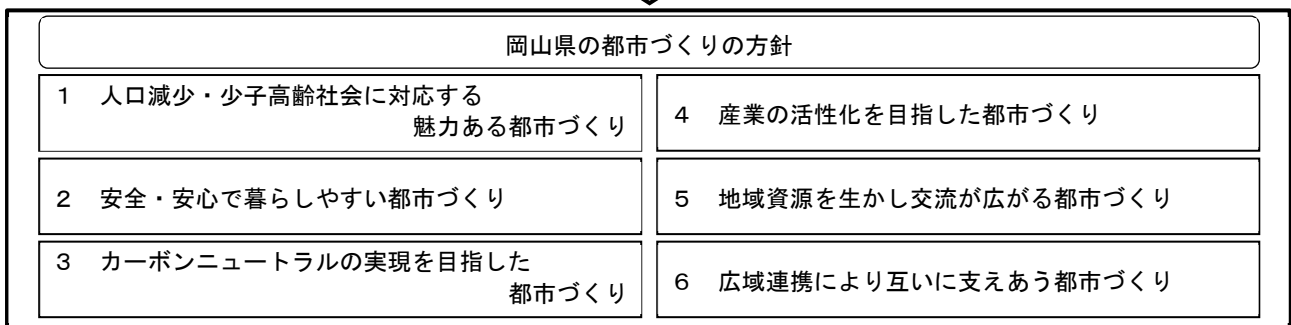 岡山県の都市づくりの方針
1 人口減少・少子高齢社会に対応する
魅力ある都市づくり
2 安全・安心で暮らしやすい都市づくり
3 カーボンニュートラルの実現を目指した
都市づくり
4 産業の活性化を目指した都市づくり
5 地域資源を生かし交流が広がる都市づくり
6 広域連携により互いに支えあう都市づくり